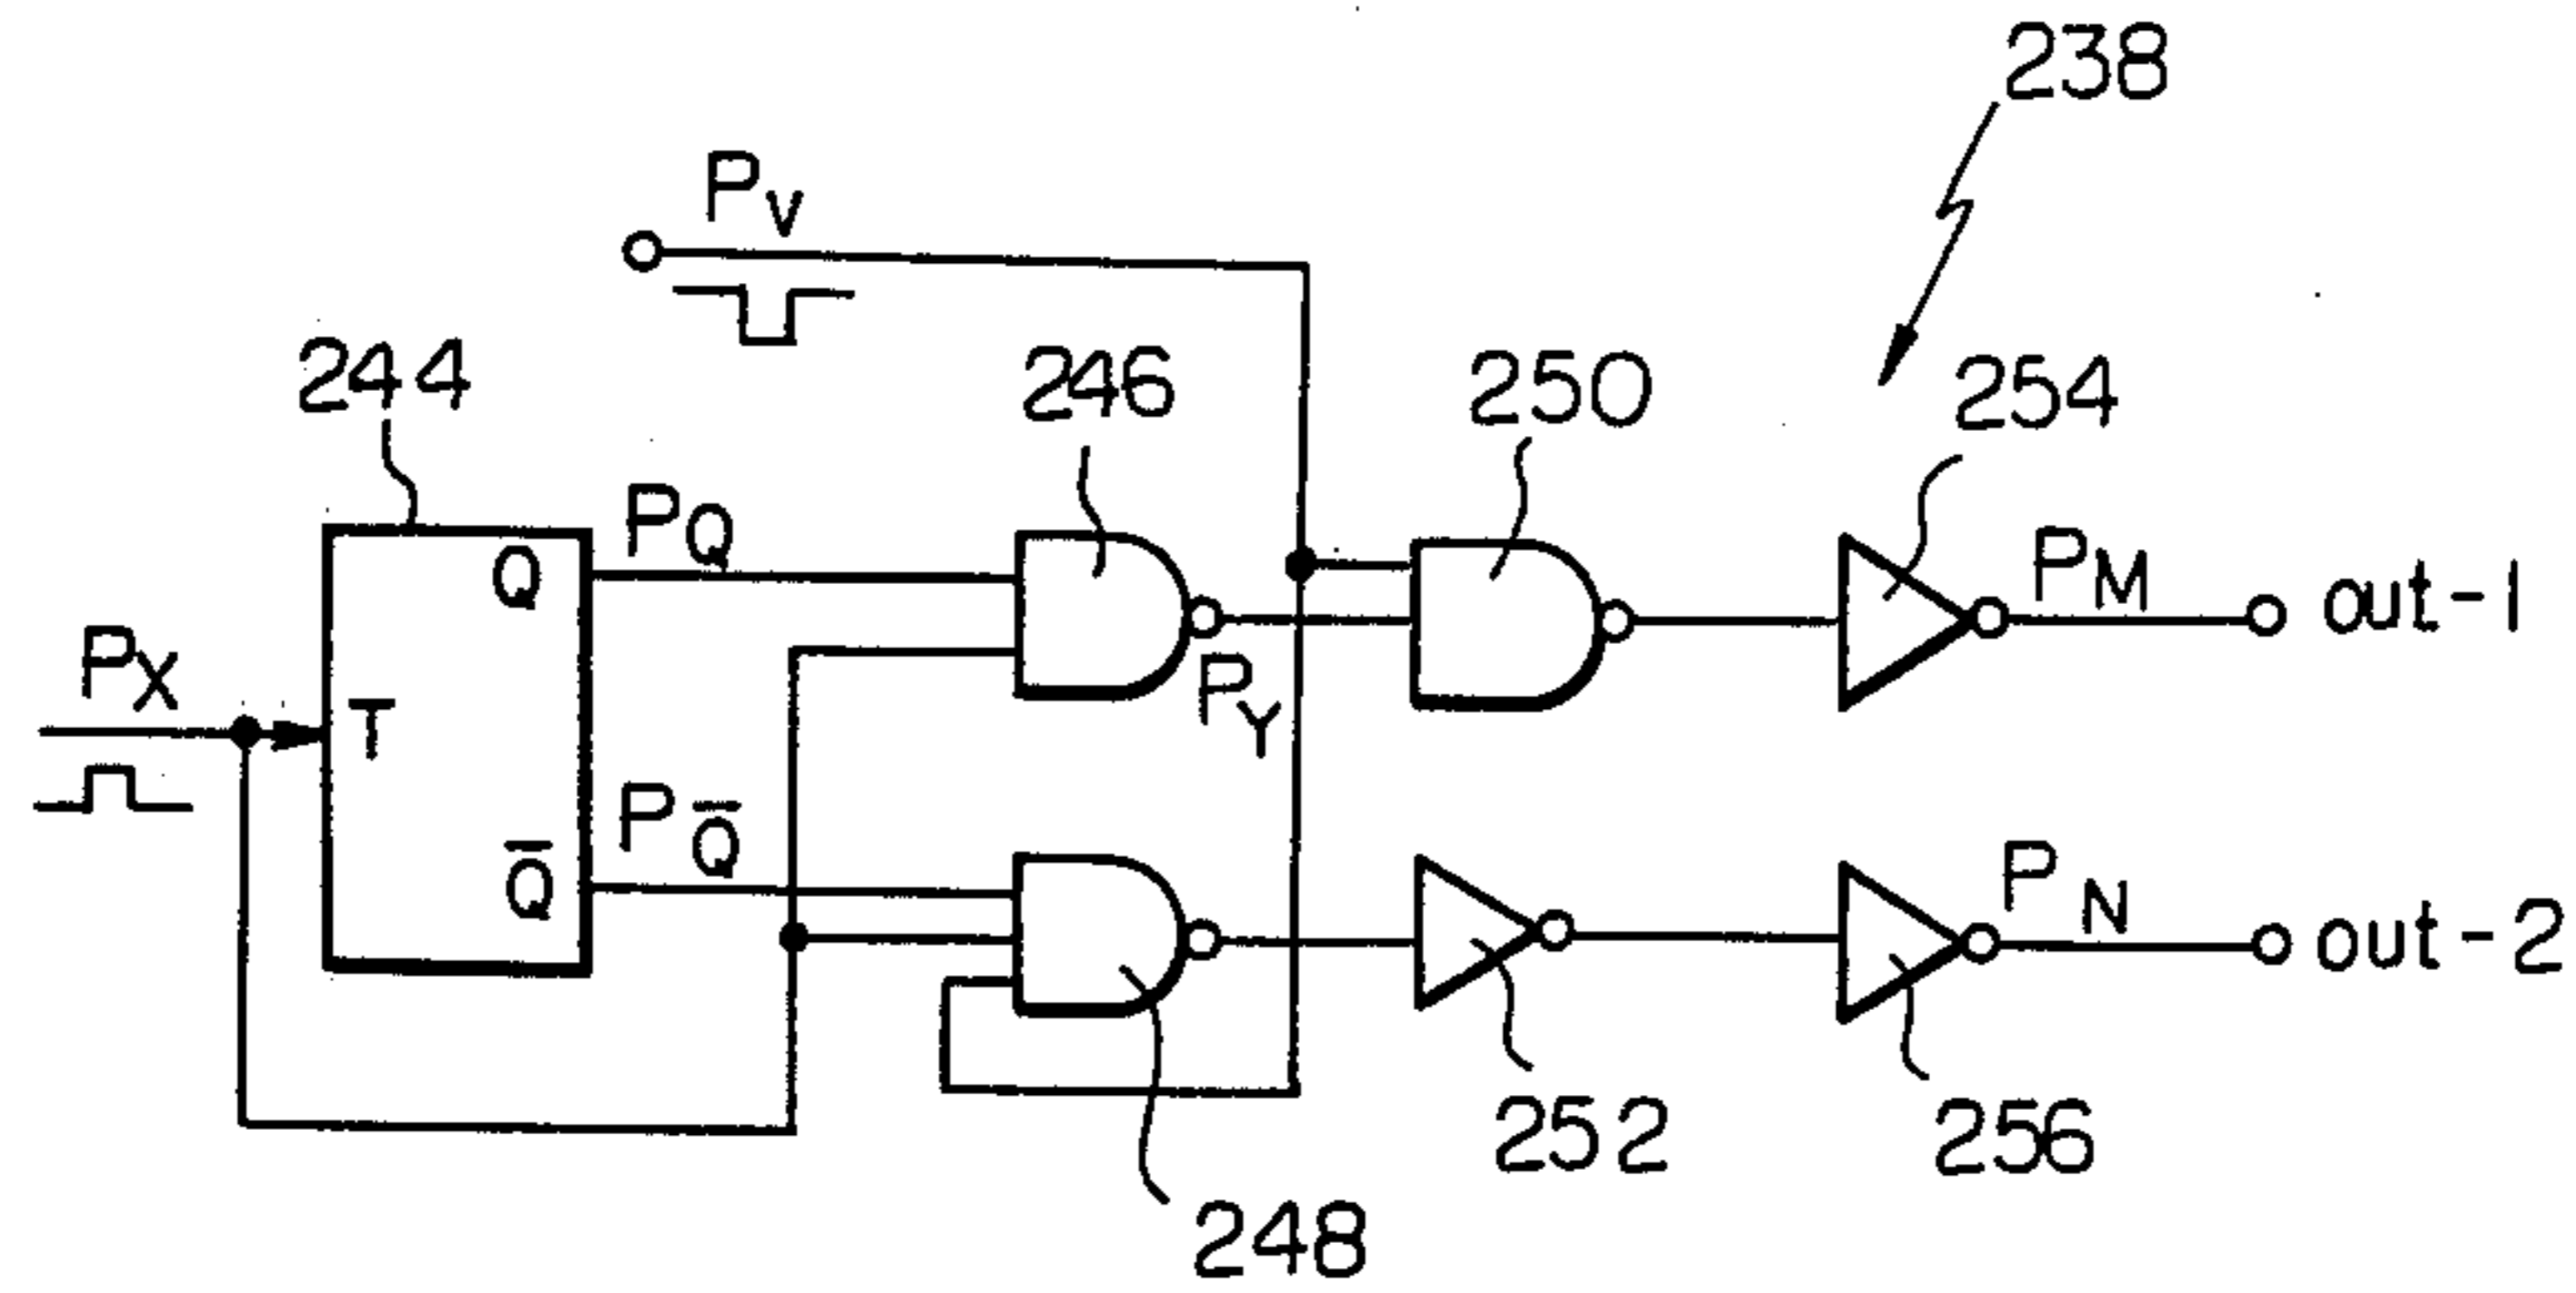 238
PV
244
246
250
254
PQ
Q
PM
out-1
PX
T
PY
PQ̅
Q̅
PN
out-2
252
256
248